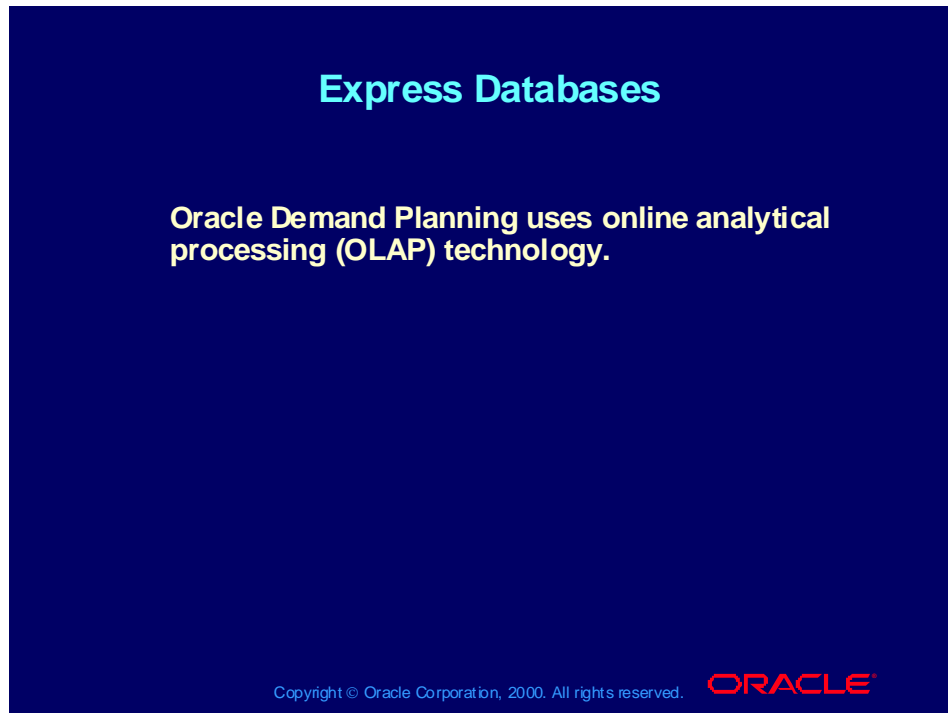 Express Databases
Oracle Demand Planning uses online analytical
processing (OLAP) technology.
Copyright © Oracle Corporation, 2000. All rights reserved.
ORACLE®